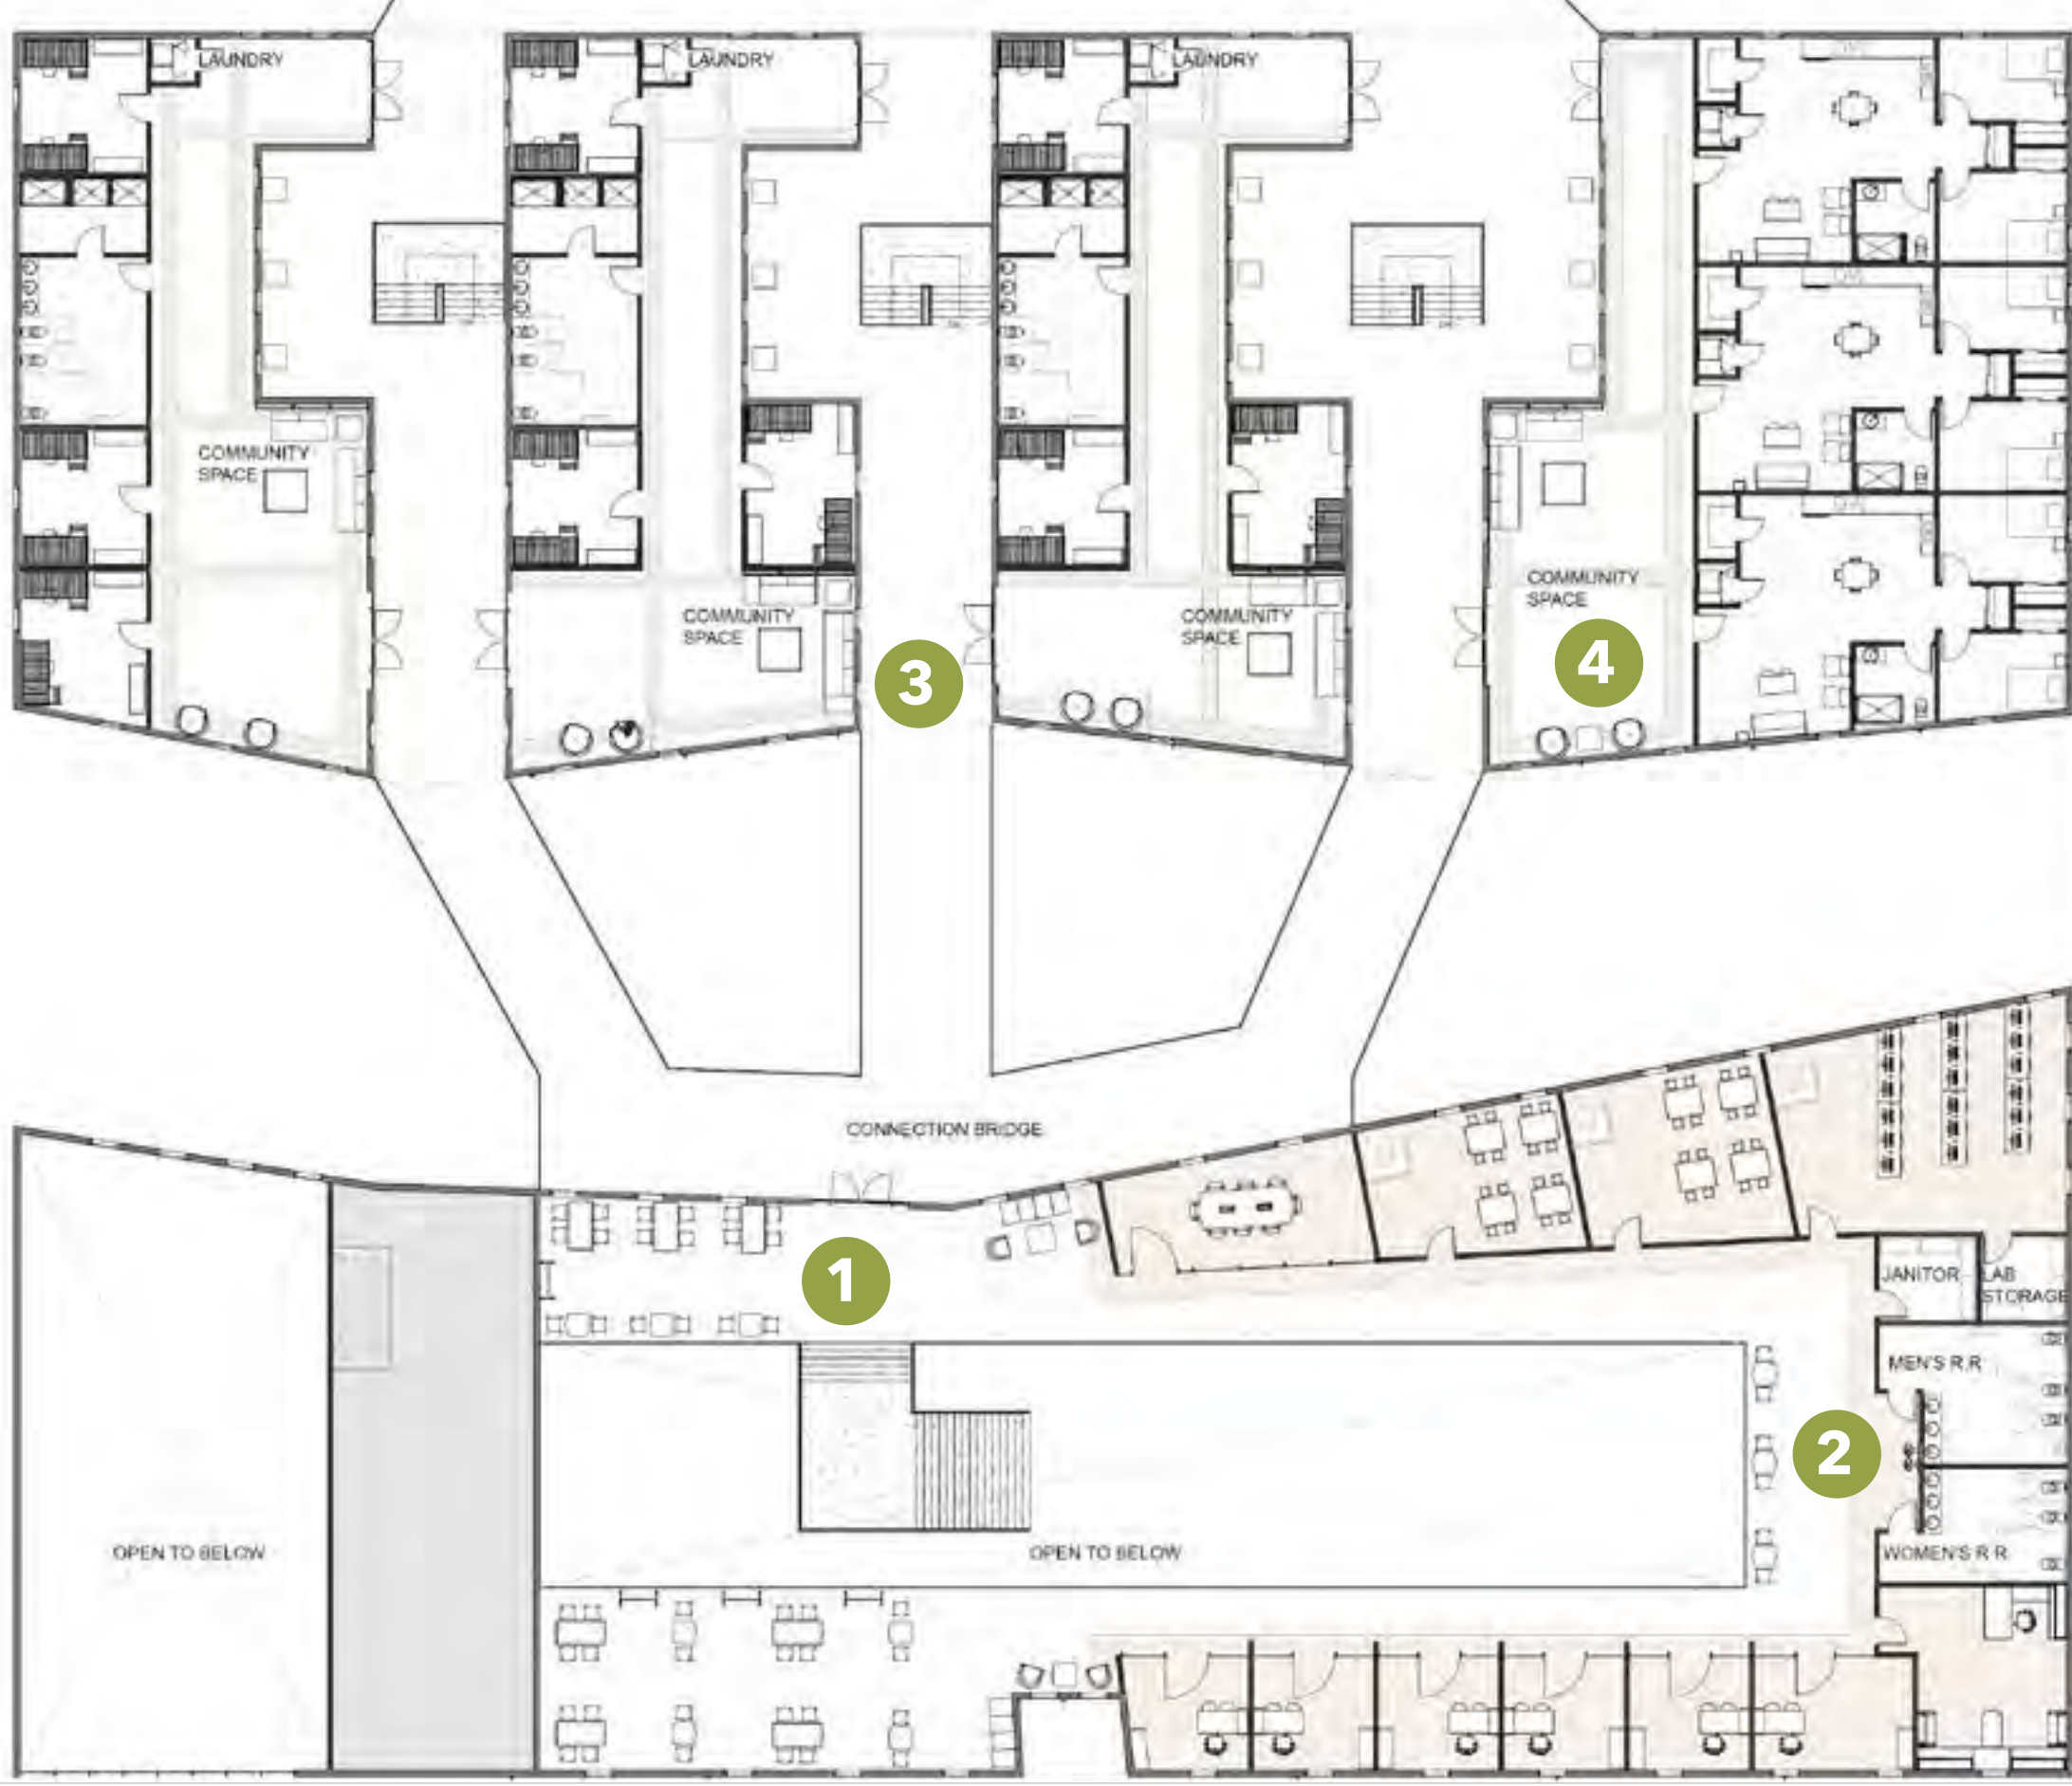 LAUNDRY
LAUNDRY
LAUNDRY
COMMUNITY
SPACE
COMMUNITY
SPACE
COMMUNITY
SPACE
COMMUNITY
SPACE
3
4
CONNECTION BRIDGE
1
JANITOR
LAB
STORAGE
MEN'S R.R
2
OPEN TO BELOW
OPEN TO BELOW
WOMEN'S R.R